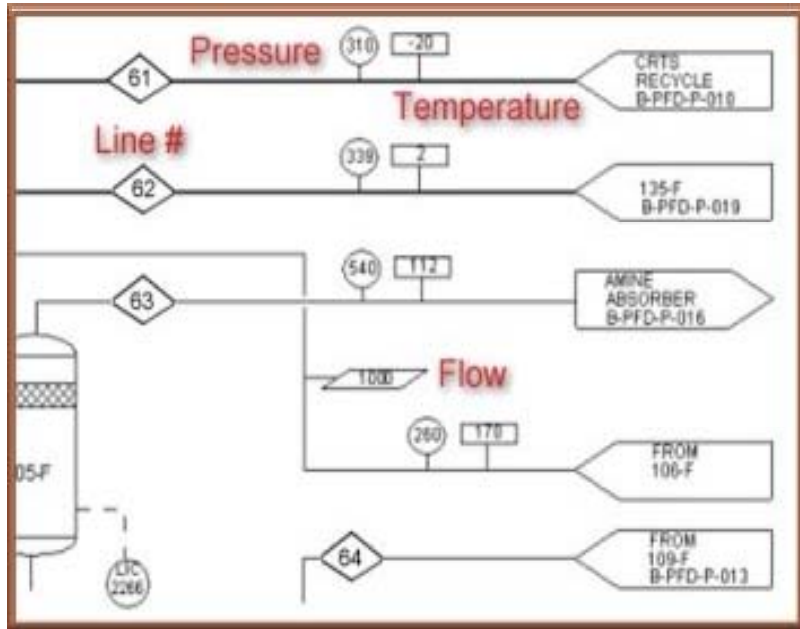 Pressure
310
-20
61
CRTS
RECYCLE
B-PFD-P-010
Temperature
Line #
339
2
62
135-F
B-PFD-P-019
540
112
63
AMINE
ABSORBER
B-PFD-P-016
1000
Flow
260
170
FROM
106-F
05-F
64
FROM
109-F
B-PFD-P-013
2266